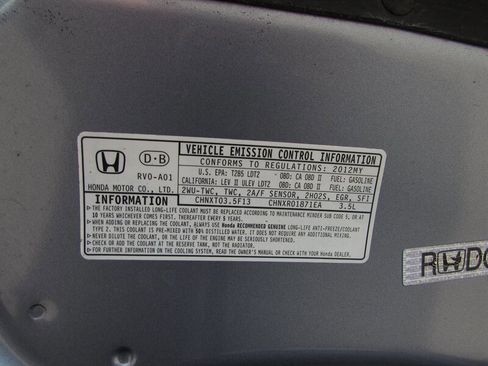 VEHICLE EMISSION CONTROL INFORMATION
CONFORMS TO REGULATIONS: 2012MY
U.S. EPA: T2B5 LDT2 OBD: CA OBD II FUEL: GASOLINE
CALIFORNIA: LEV II ULEV LDT2 OBD: CA OBD II FUEL: GASOLINE
D-B
RV0-A01
HONDA MOTOR CO., LTD.
2WU-TWC, TWC, 2A/F SENSOR, 2HO2S, EGR, SFI
CHNXT03.5F13 CHNXR0187IEA 3.5L
INFORMATION
THE FACTORY FILLED COOLANT MUST BE REPLACED ACCORDING TO MAINTENANCE MINDER SUB CODE 5; OR AT
10 YEARS WHICHEVER COMES FIRST. THEREAFTER EVERY 5 YEARS.
WHEN ADDING OR REPLACING THE COOLANT, ALWAYS USE Honda RECOMMENDED GENUINE LONG-LIFE ANTI-FREEZE/COOLANT
TYPE 2. THIS COOLANT IS PRE-MIXED WITH 50% DISTILLED WATER. IT DOES NOT REQUIRE ANY ADDITIONAL MIXING.
NEVER DILUTE THE COOLANT, OR THE LIFE OF THE ENGINE MAY BE SERIOUSLY SHORTENED.
CHECK OR ADD THE COOLANT AT THE RESERVE TANK, NOT THE RADIATOR.
FOR FURTHER INFORMATION ON THE COOLING SYSTEM, READ THE OWNER'S MANUAL OR CHECK WITH YOUR Honda DEALER.